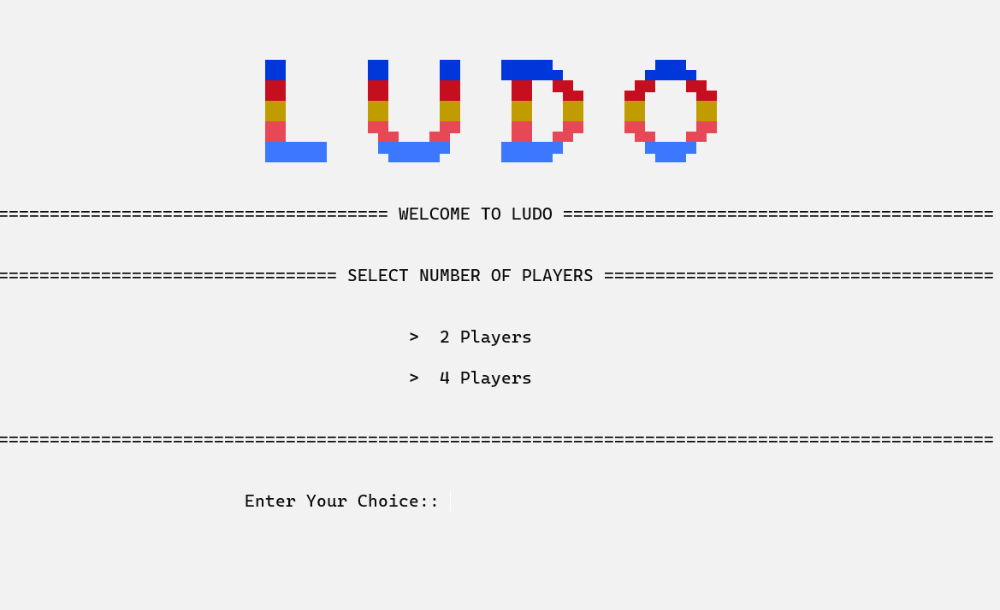 LUDO
====================================== WELCOME TO LUDO ==========================================
================================= SELECT NUMBER OF PLAYERS ======================================
> 2 Players
> 4 Players
=================================================================================================
Enter Your Choice::